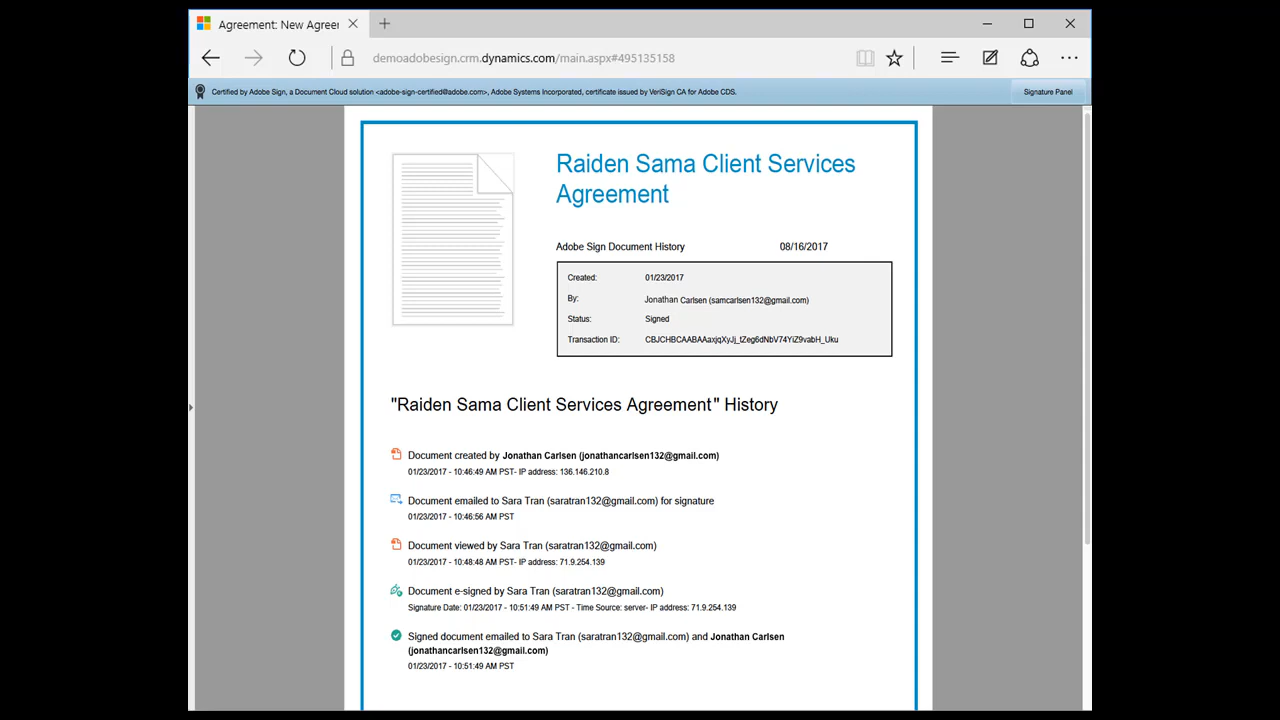 Agreement: New Agreer
demoadobesign.crm.dynamics.com/main.aspx#495135158
Certified by Adobe Sign, a Document Cloud solution <adobe-sign-certified@adobe.com>, Adobe Systems Incorporated, certificate issued by VeriSign CA for Adobe CDS.
Signature Panel
Raiden Sama Client Services
Agreement
Adobe Sign Document History 08/16/2017
Created: 01/23/2017
By: Jonathan Carlsen (samcarlsen132@gmail.com)
Status: Signed
Transaction ID: CBJCHBCAABAAaxjqXyJj_tZeg6dNbV74YiZ9vabH_Uku
"Raiden Sama Client Services Agreement" History
Document created by Jonathan Carlsen (jonathancarlsen132@gmail.com)
01/23/2017 - 10:46:49 AM PST- IP address: 136.146.210.8
Document emailed to Sara Tran (saratran132@gmail.com) for signature
01/23/2017 - 10:46:56 AM PST
Document viewed by Sara Tran (saratran132@gmail.com)
01/23/2017 - 10:48:48 AM PST- IP address: 71.9.254.139
Document e-signed by Sara Tran (saratran132@gmail.com)
Signature Date: 01/23/2017 - 10:51:49 AM PST - Time Source: server- IP address: 71.9.254.139
Signed document emailed to Sara Tran (saratran132@gmail.com) and Jonathan Carlsen
(jonathancarlsen132@gmail.com)
01/23/2017 - 10:51:49 AM PST